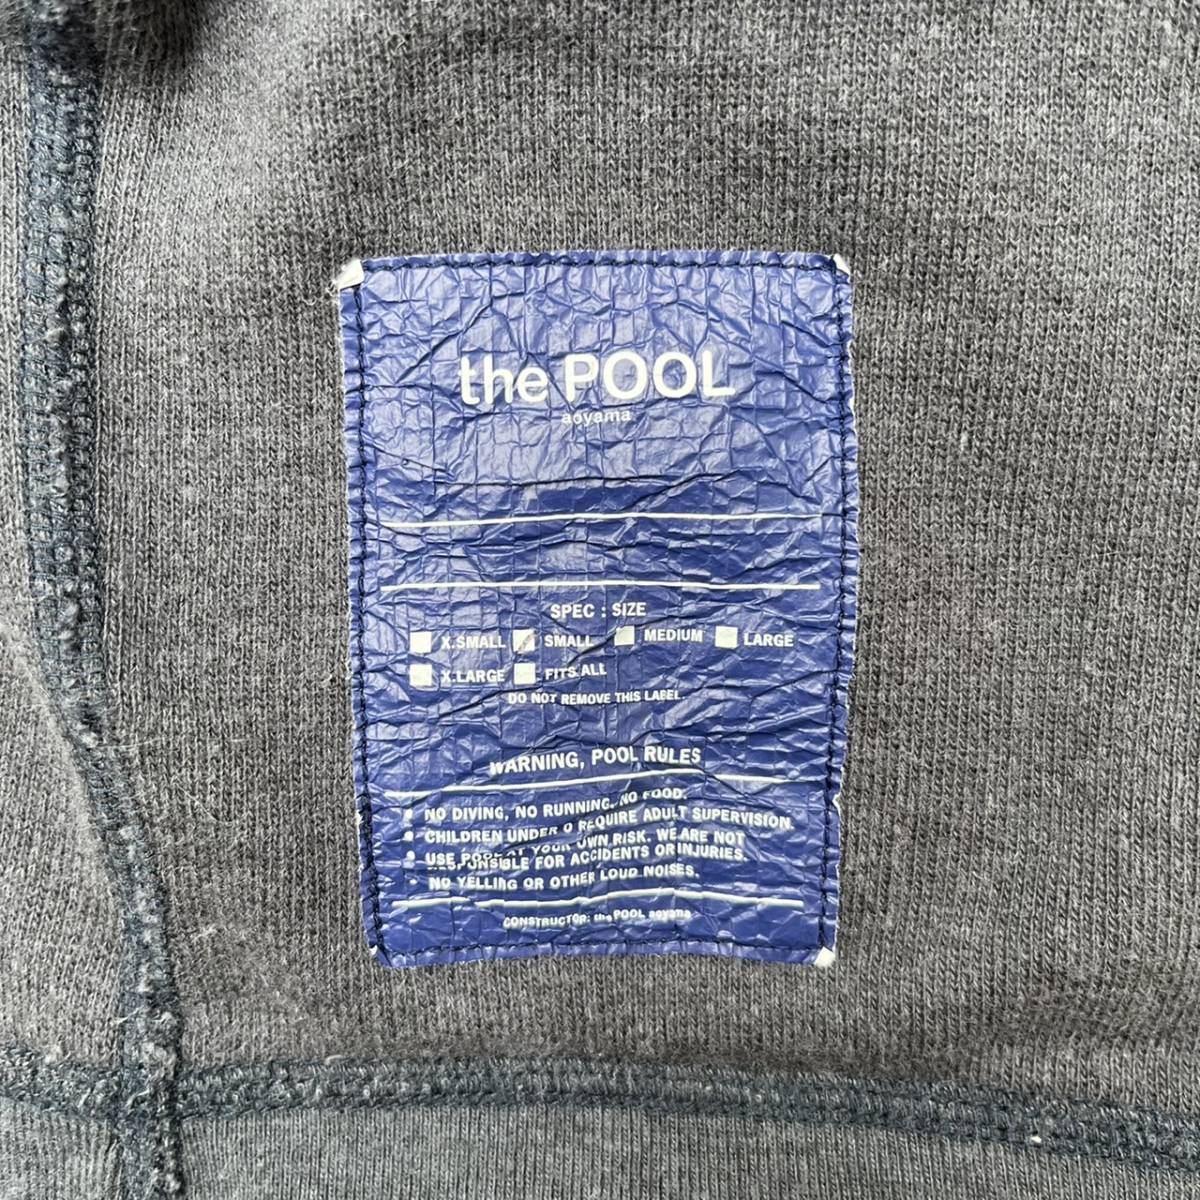 the POOL
aoyama
SPEC : SIZE
X.SMALL SMALL MEDIUM LARGE
X.LARGE FITS ALL
DO NOT REMOVE THIS LABEL.
WARNING, POOL RULES
• NO DIVING, NO RUNNING, NO FOOD.
• CHILDREN UNDER REQUIRE ADULT SUPERVISION.
• USE POOL AT YOUR OWN RISK. WE ARE NOT
RESPONSIBLE FOR ACCIDENTS OR INJURIES.
• NO YELLING OR OTHER LOUD NOISES.
CONSTRUCTOR: the POOL aoyama